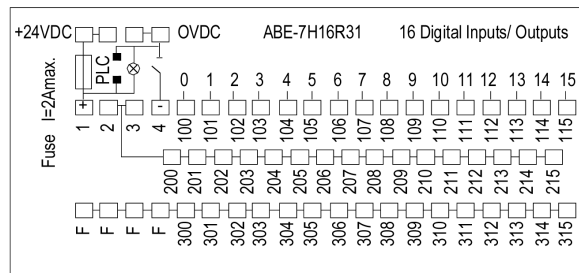 +24VDC OVDC ABE-7H16R31 16 Digital Inputs/ Outputs
PLC
Fuse I=2Amax.
0 1 2 3 4 5 6 7 8 9 10 11 12 13 14 15
+ -
1 2 3 4 100 101 102 103 104 105 106 107 108 109 110 111 112 113 114 115
200 201 202 203 204 205 206 207 208 209 210 211 212 213 214 215
F F F F 300 301 302 303 304 305 306 307 308 309 310 311 312 313 314 315